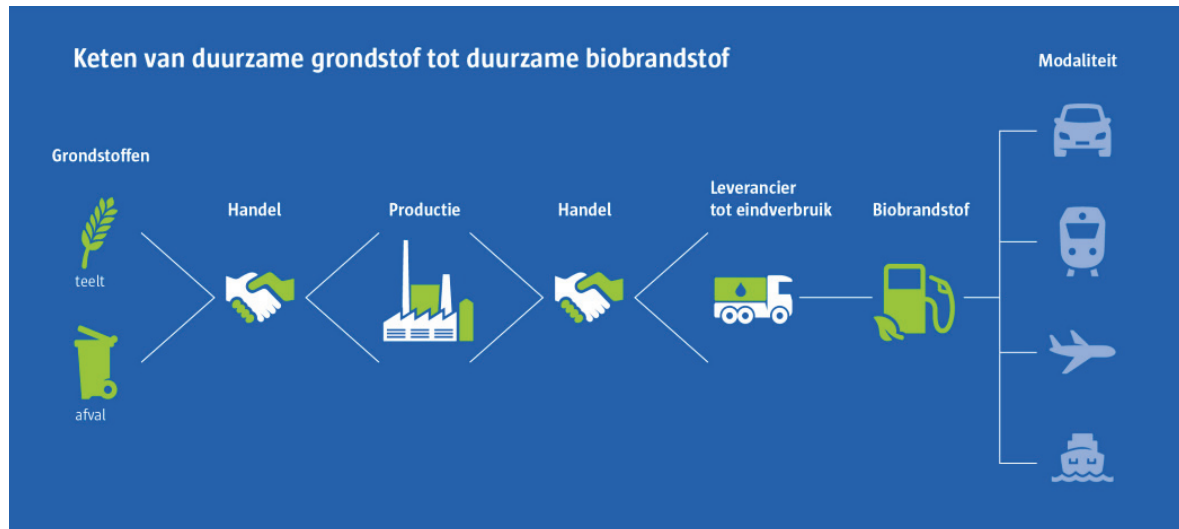 Keten van duurzame grondstof tot duurzame biobrandstof
Modaliteit
Grondstoffen
teelt
afval
Handel
Productie
Handel
Leverancier
tot eindverbruik
Biobrandstof